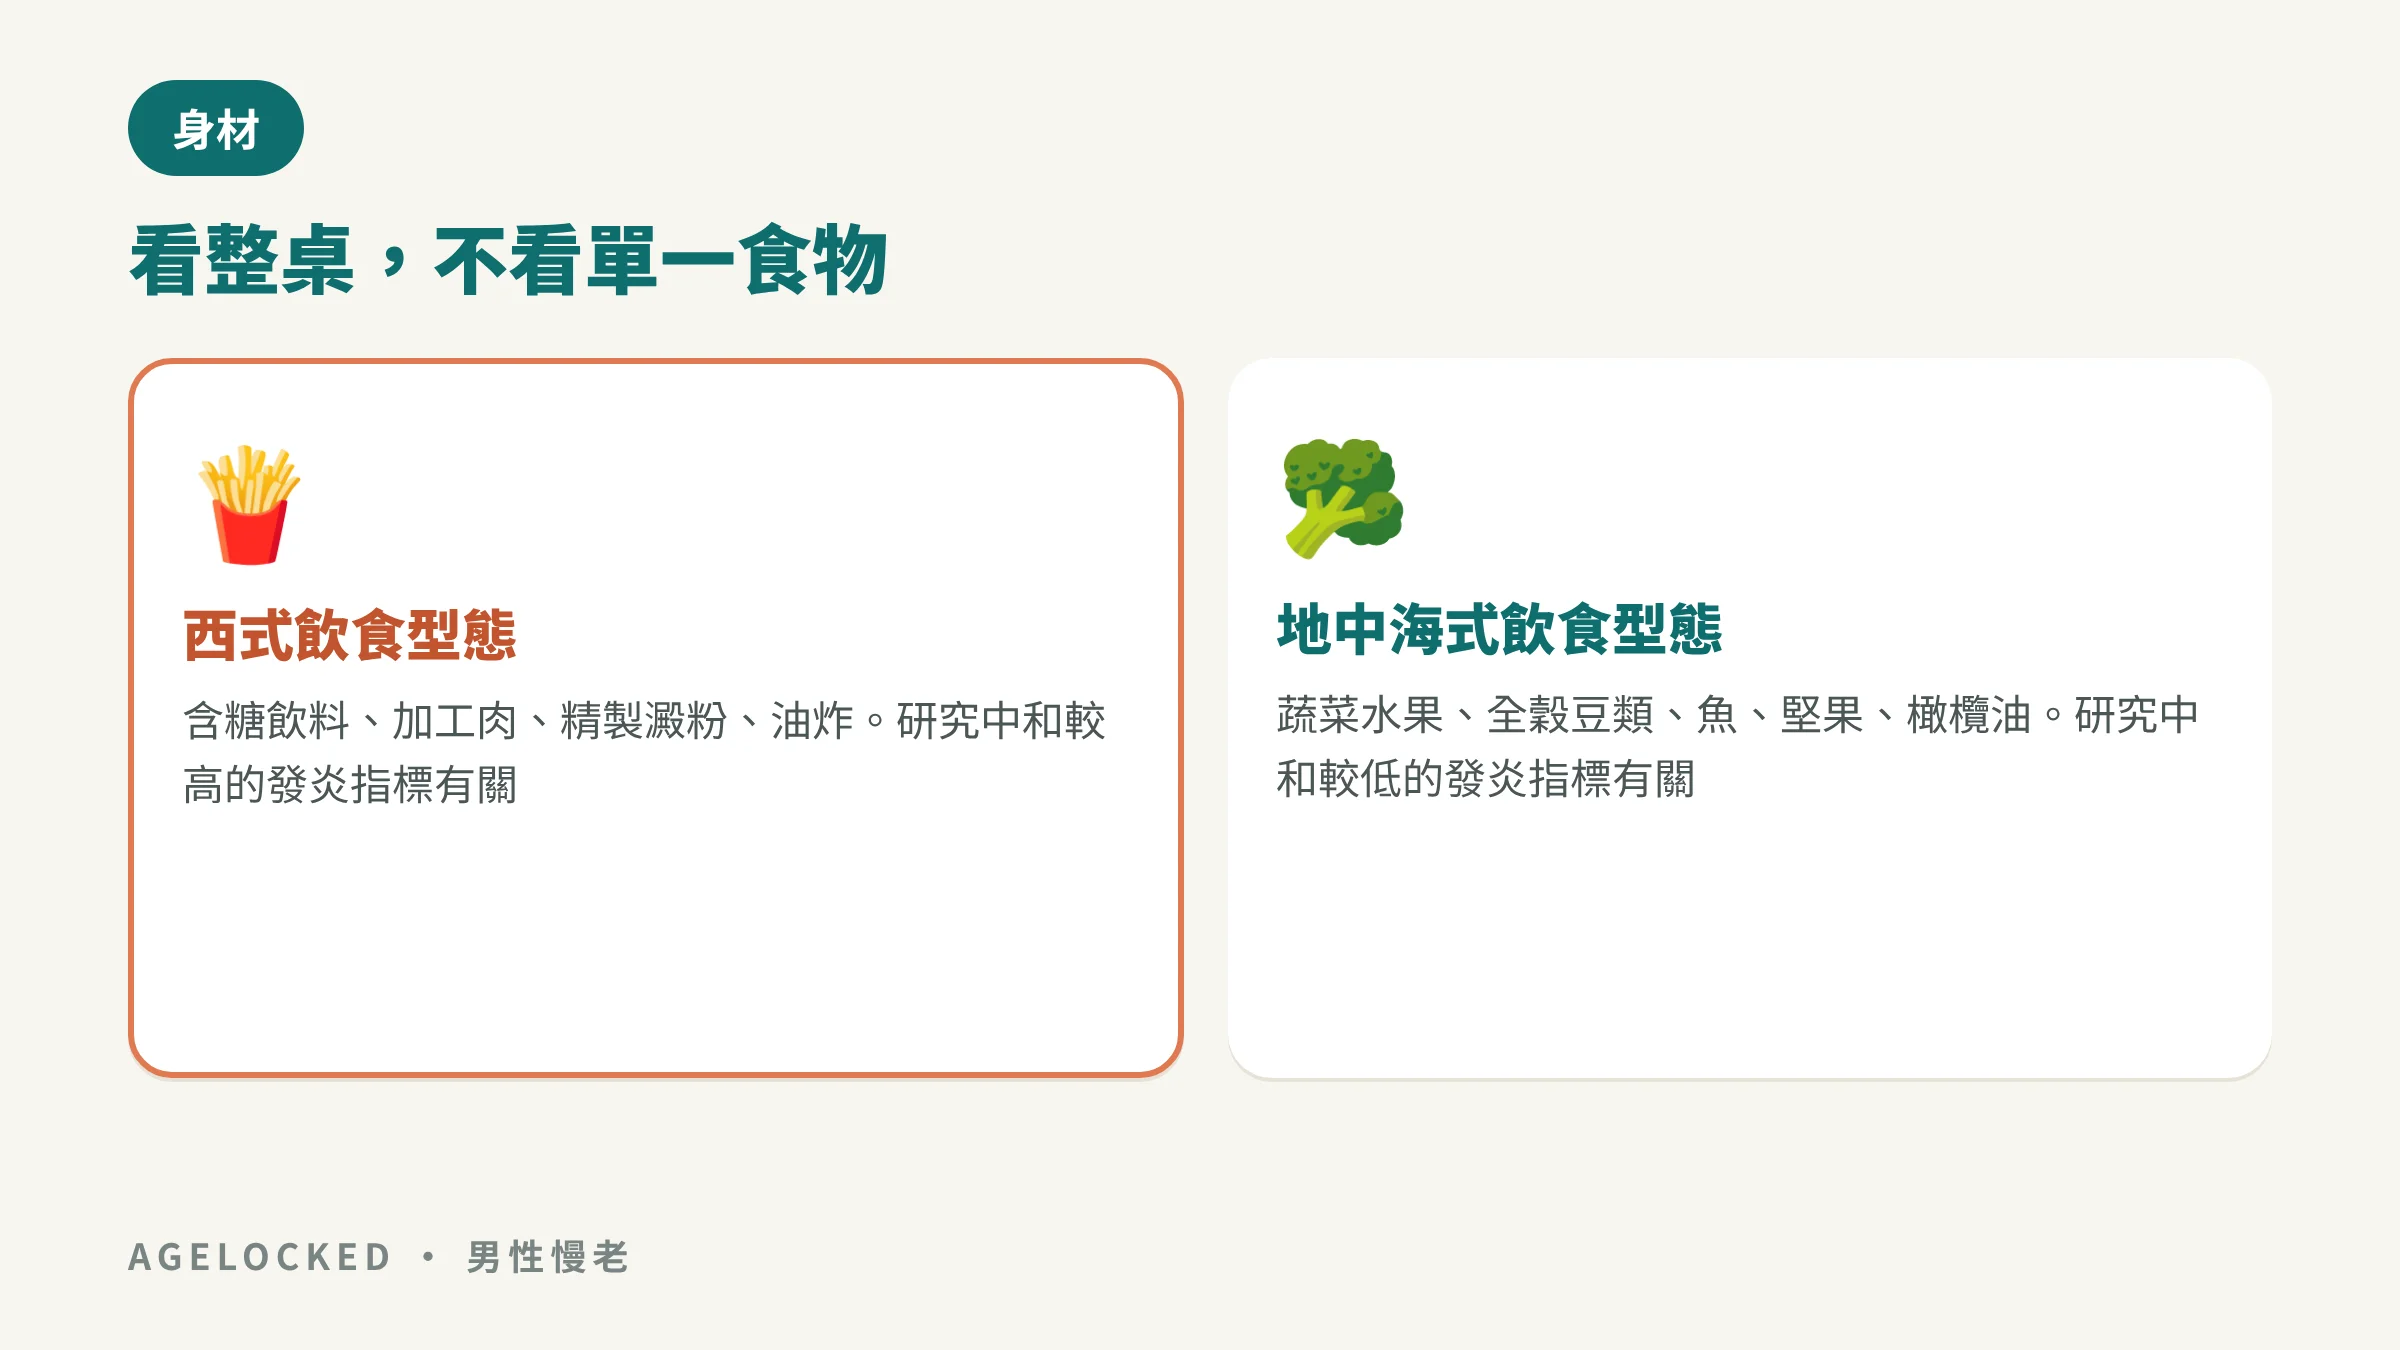 身材
看整桌，不看單一食物
西式飲食型態
含糖飲料、加工肉、精製澱粉、油炸。研究中和較
高的發炎指標有關
地中海式飲食型態
蔬菜水果、全穀豆類、魚、堅果、橄欖油。研究中
和較低的發炎指標有關
AGELOCKED · 男性慢老